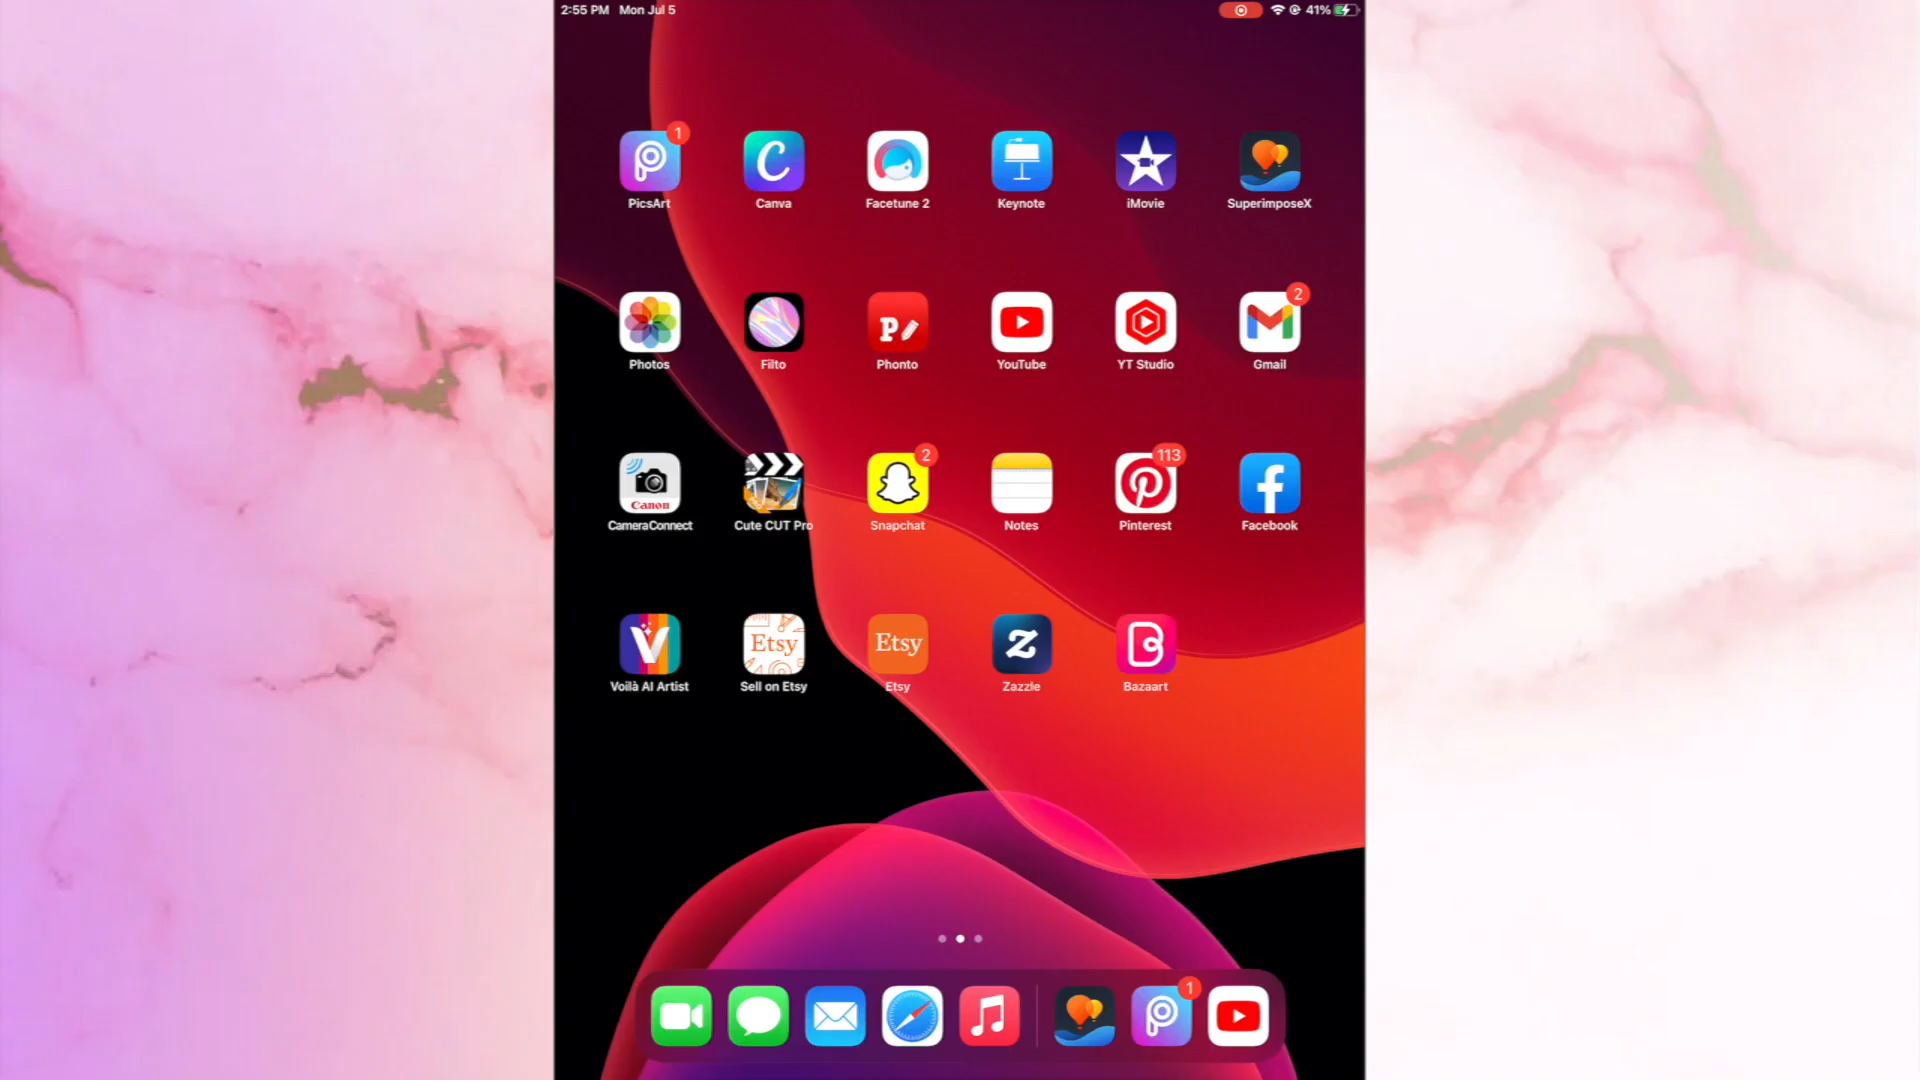 2:55 PM Mon Jul 5 41%
1
PicsArt Canva Facetune 2 Keynote iMovie SuperimposeX
2
Photos Filto Phonto YouTube YT Studio Gmail
2 113
Canon
CameraConnect Cute CUT Pro Snapchat Notes Pinterest Facebook
Etsy Etsy
Voilà AI Artist Sell on Etsy Etsy Zazzle Bazaart
1